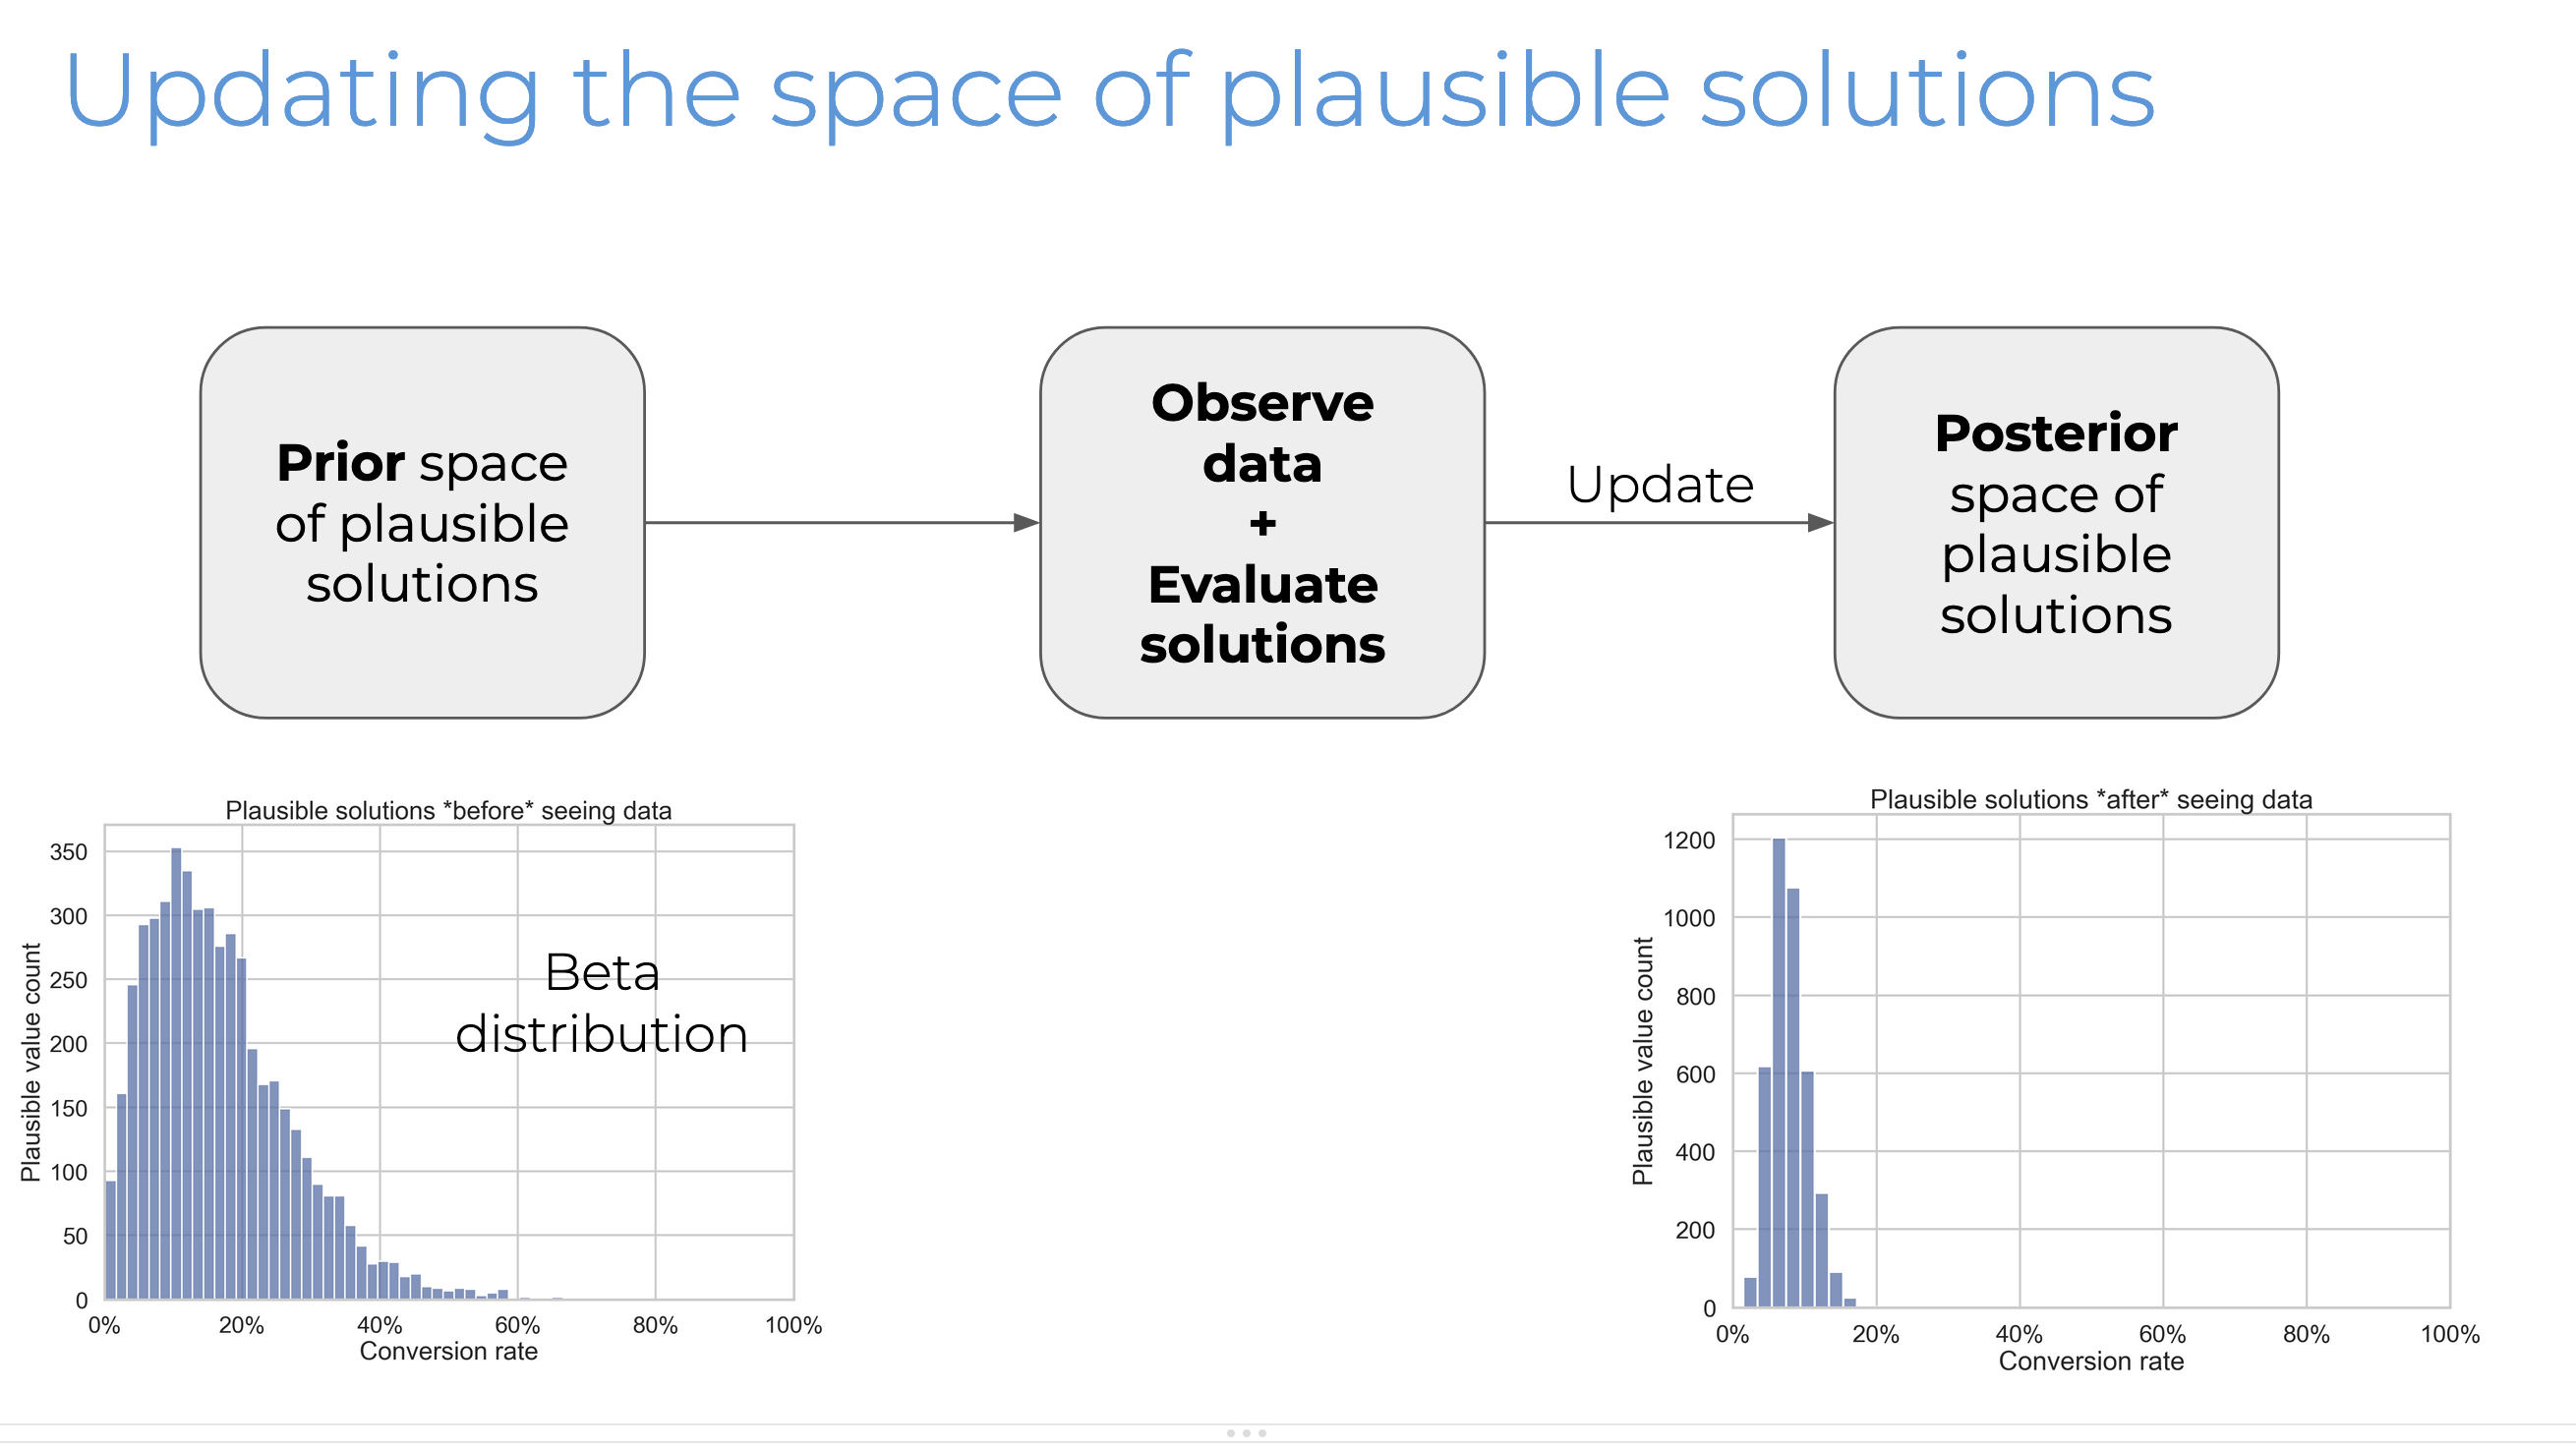 Updating the space of plausible solutions
Prior space
of plausible
solutions
Observe
data
+
Evaluate
solutions
Update
Posterior
space of
plausible
solutions
Plausible solutions *before* seeing data
Plausible value count
350
300
250
200
150
100
50
0
Beta
distribution
0% 20% 40% 60% 80% 100%
Conversion rate
Plausible solutions *after* seeing data
Plausible value count
1200
1000
800
600
400
200
0
0% 20% 40% 60% 80% 100%
Conversion rate